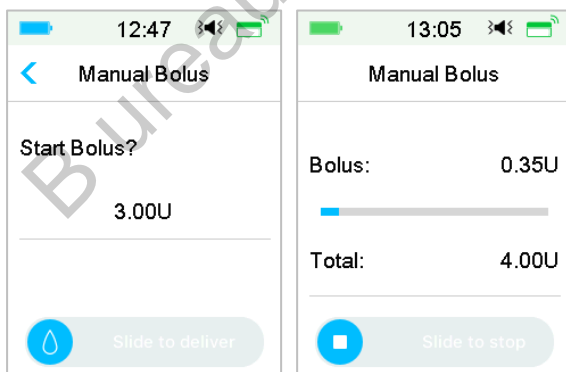 12:47
Manual Bolus
Start Bolus?
3.00U
Slide to deliver
13:05
Manual Bolus
Bolus: 0.35U
Total: 4.00U
Slide to stop
Bureau